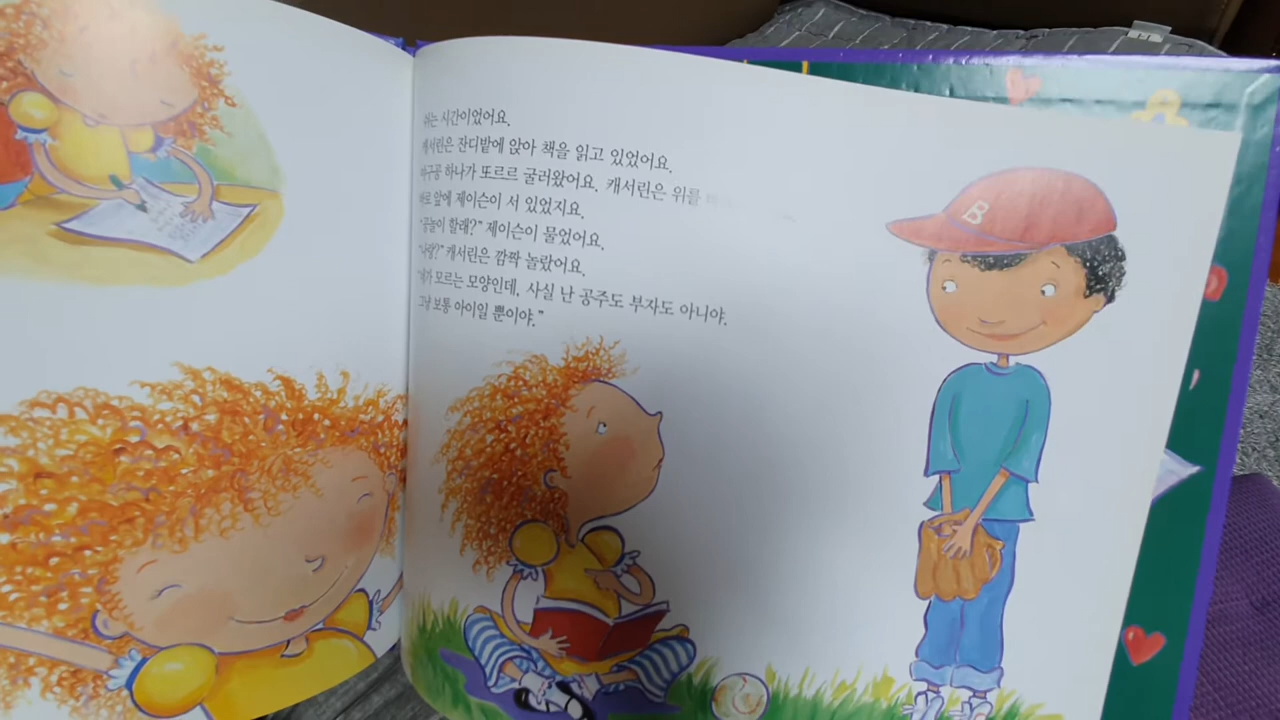 쉬는 시간이었어요.
캐서린은 잔디밭에 앉아 책을 읽고 있었어요.
야구공 하나가 또르르 굴러왔어요. 캐서린은 위를
바로 앞에 제이슨이 서 있었지요.
"공놀이 할래?" 제이슨이 물었어요.
"나랑?" 캐서린은 깜짝 놀랐어요.
"네가 모르는 모양인데, 사실 난 공주도 부자도 아니야.
그냥 보통 아이일 뿐이야."
B